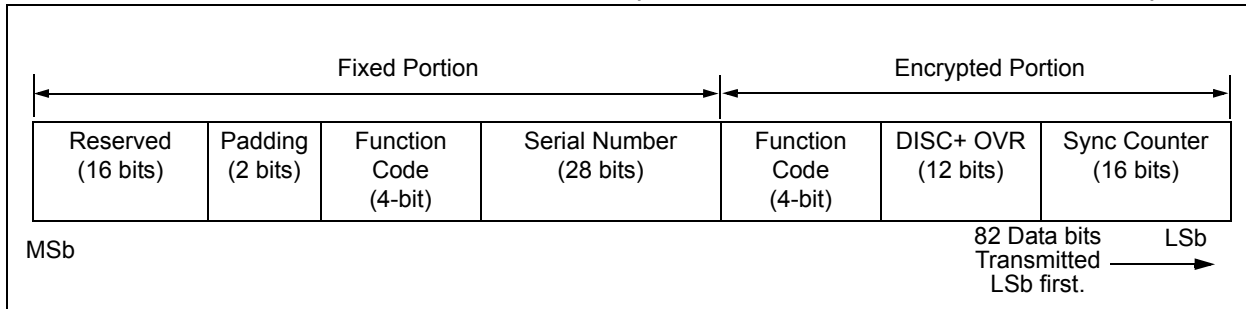 Fixed Portion Encrypted Portion
Reserved Padding Function Serial Number Function DISC+ OVR Sync Counter
(16 bits) (2 bits) Code (28 bits) Code (12 bits) (16 bits)
(4-bit) (4-bit)
MSb 82 Data bits LSb
Transmitted
LSb first.